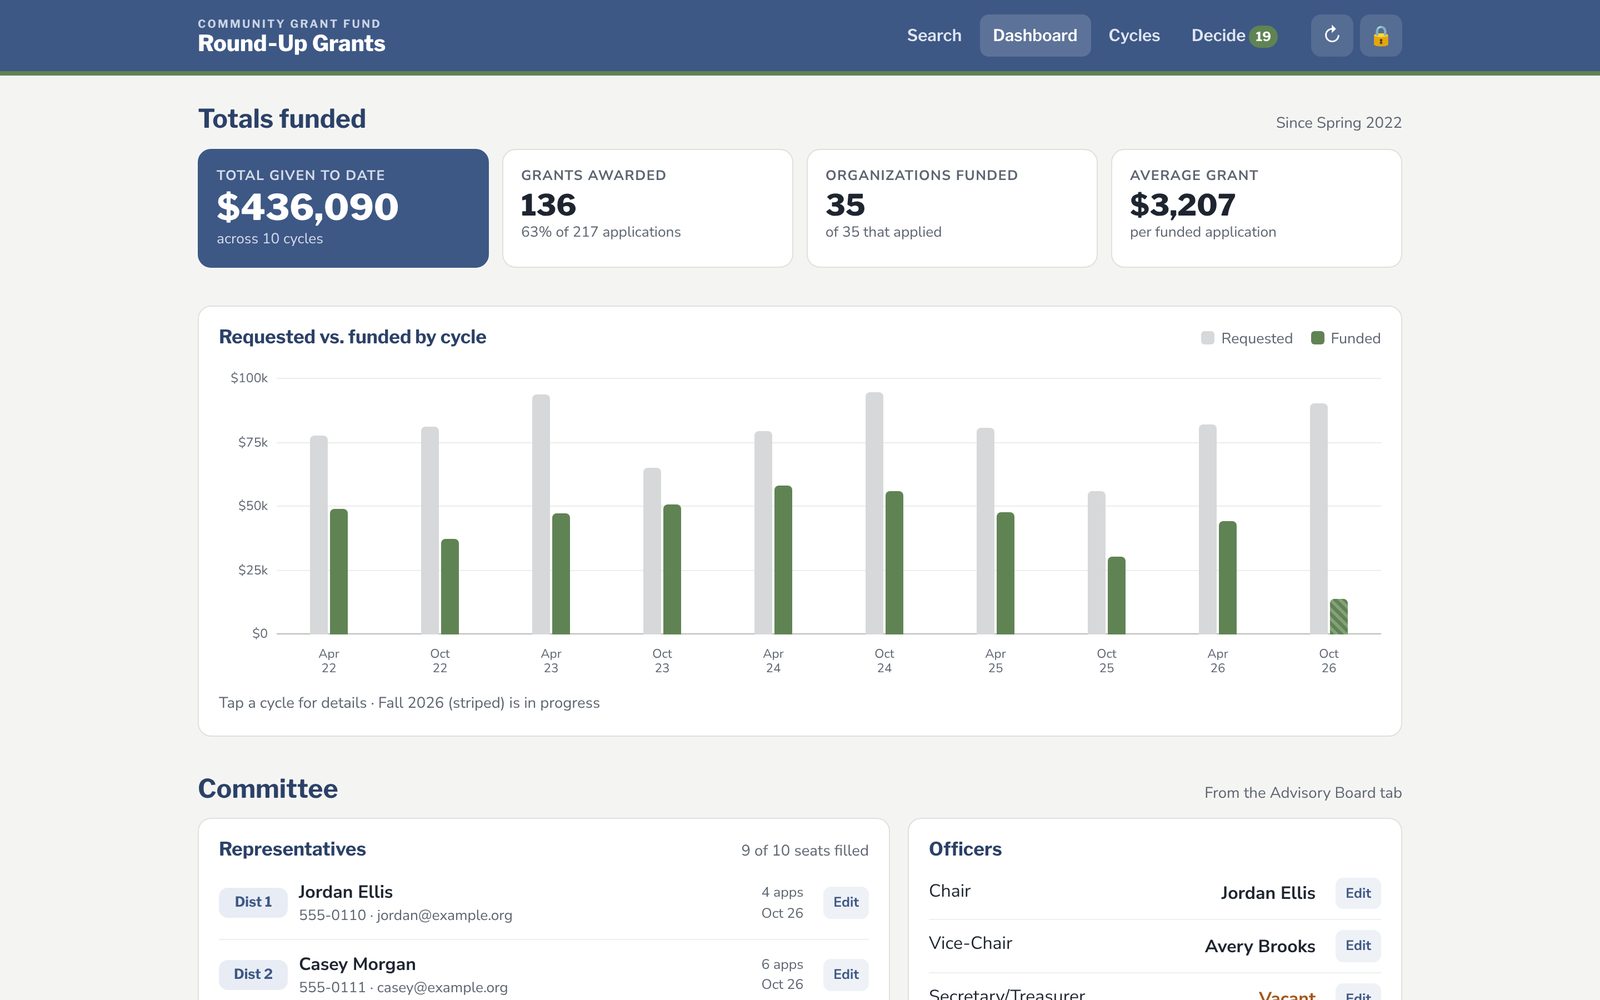 COMMUNITY GRANT FUND
Round-Up Grants
Search
Dashboard
Cycles
Decide 19
Totals funded
Since Spring 2022
TOTAL GIVEN TO DATE
$436,090
across 10 cycles
GRANTS AWARDED
136
63% of 217 applications
ORGANIZATIONS FUNDED
35
of 35 that applied
AVERAGE GRANT
$3,207
per funded application
Requested vs. funded by cycle
Requested
Funded
$100k
$75k
$50k
$25k
$0
Apr 22
Oct 22
Apr 23
Oct 23
Apr 24
Oct 24
Apr 25
Oct 25
Apr 26
Oct 26
Tap a cycle for details · Fall 2026 (striped) is in progress
Committee
From the Advisory Board tab
Representatives
9 of 10 seats filled
Dist 1
Jordan Ellis
555-0110 · jordan@example.org
4 apps
Oct 26
Edit
Dist 2
Casey Morgan
555-0111 · casey@example.org
6 apps
Oct 26
Edit
Officers
Chair
Jordan Ellis
Edit
Vice-Chair
Avery Brooks
Edit
Secretary/Treasurer
Vacant
Edit